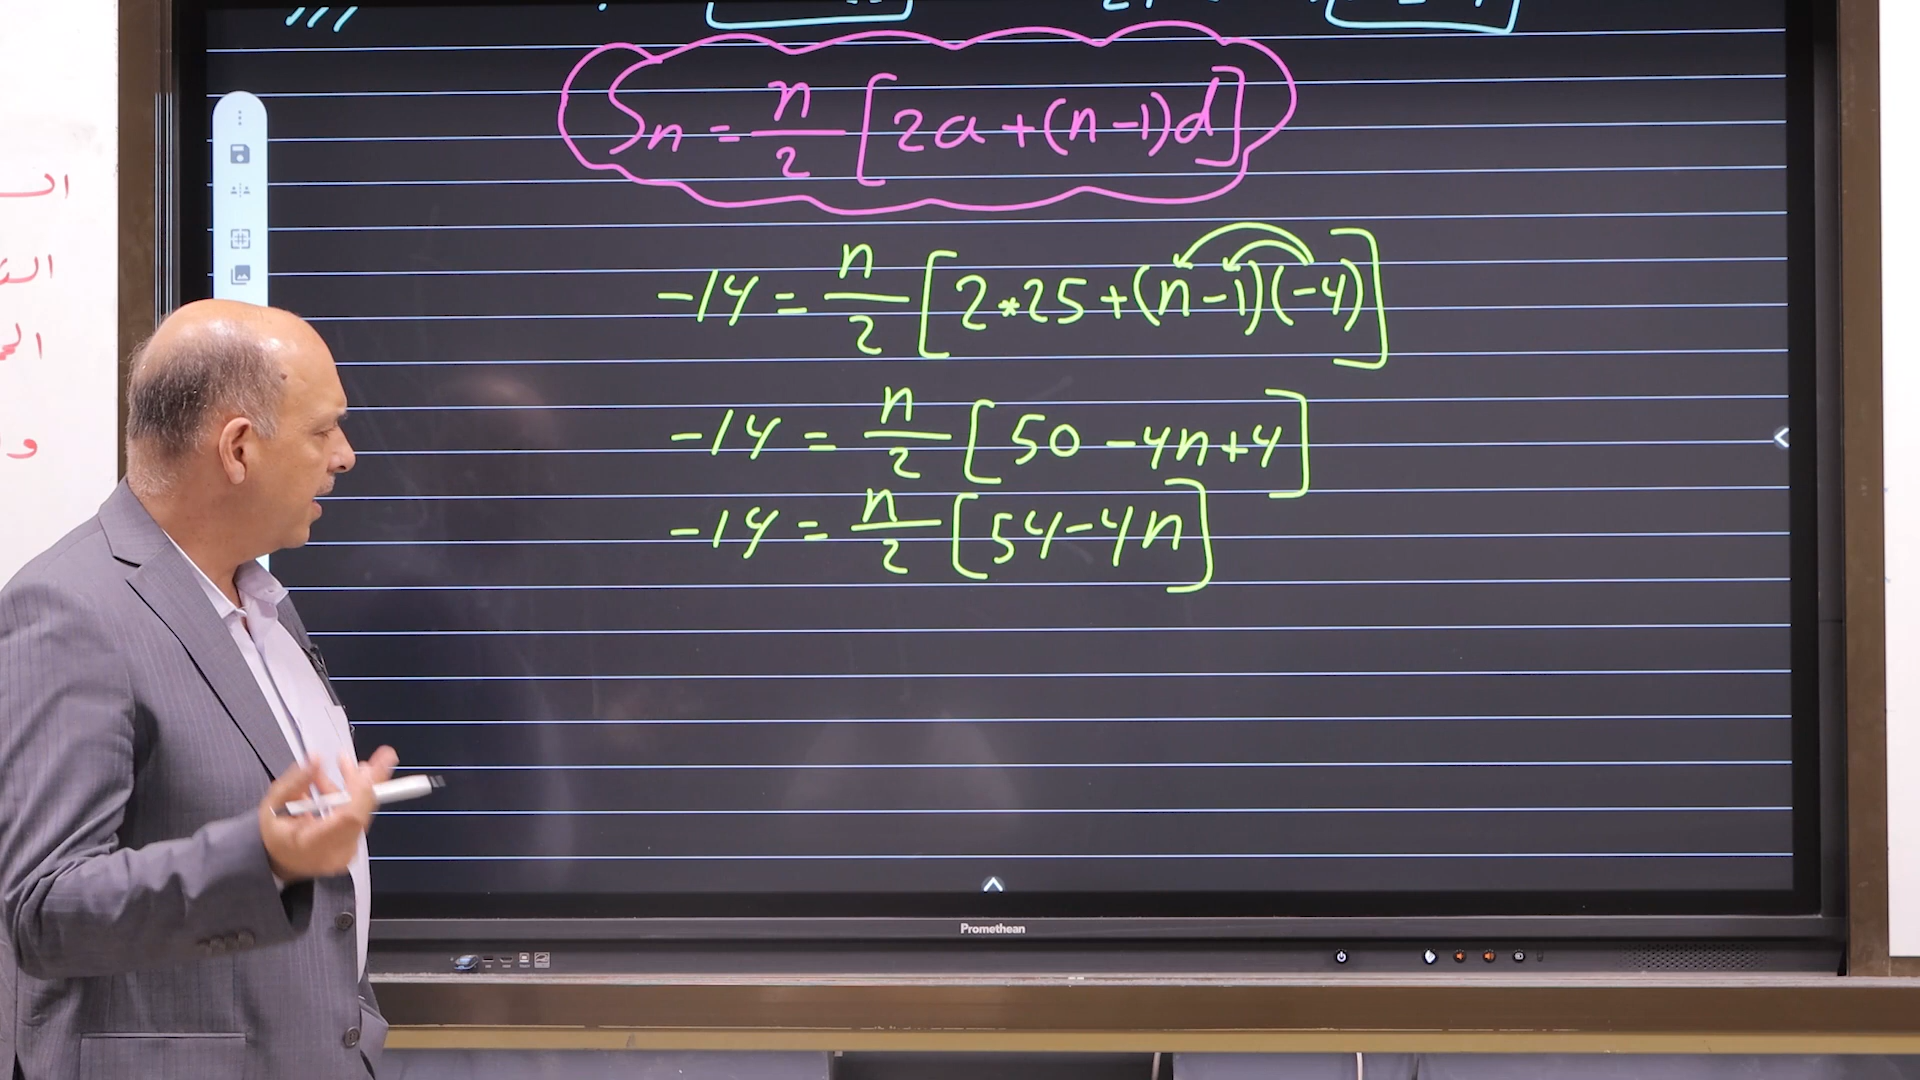 Sn = n/2 [2a + (n-1)d]
-14 = n/2 [2*25 + (n-1)(-4)]
-14 = n/2 [50 - 4n + 4]
-14 = n/2 [54 - 4n]
Promethean